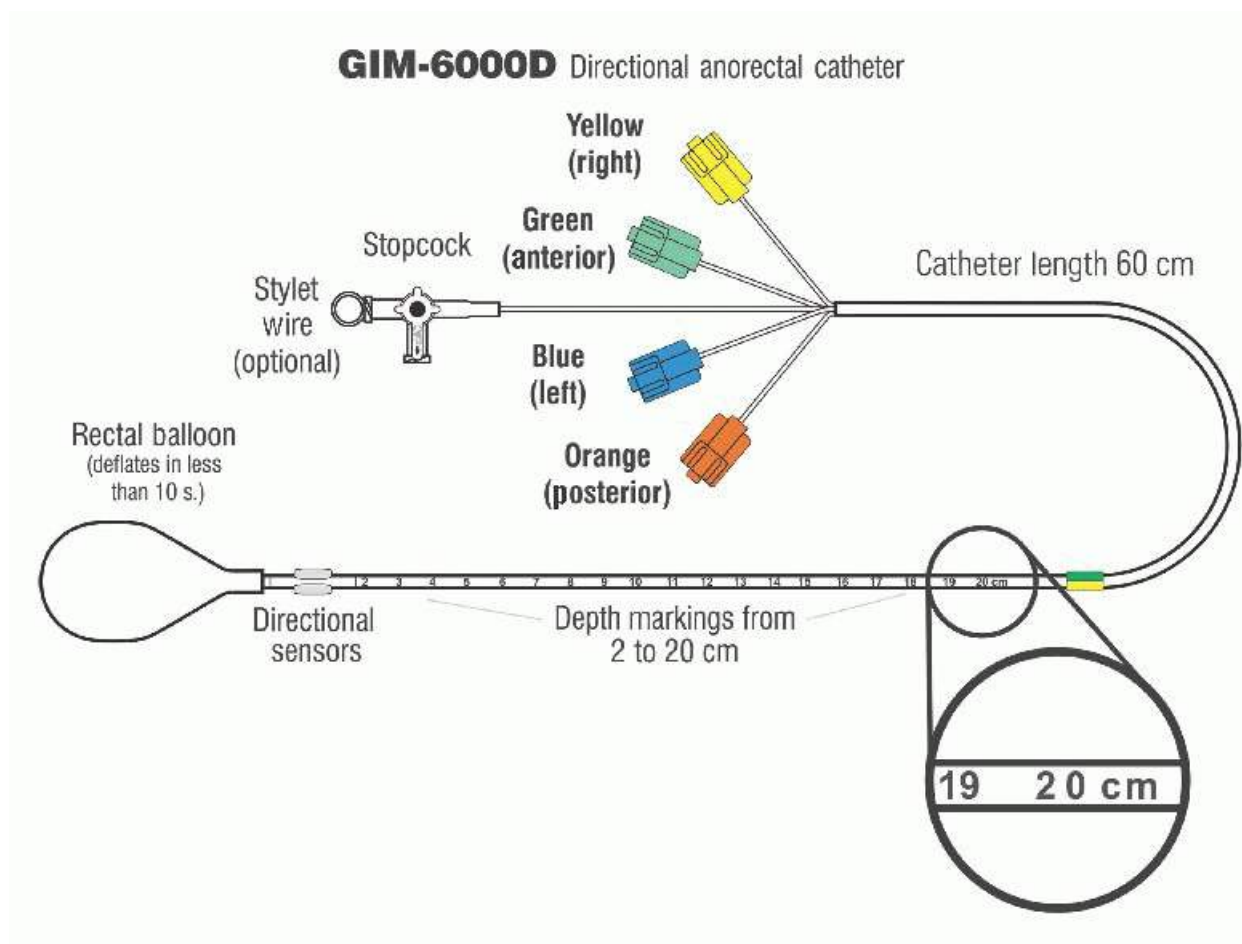 GIM-6000D Directional anorectal catheter
Yellow
(right)
Green
(anterior)
Stopcock
Catheter length 60 cm
Stylet
wire
(optional)
Blue
(left)
Rectal balloon
(deflates in less
than 10 s.)
Orange
(posterior)
1 2 3 4 5 6 7 8 9 10 11 12 13 14 15 16 17 18 19 20 cm
Directional
sensors
Depth markings from
2 to 20 cm
19 20 cm